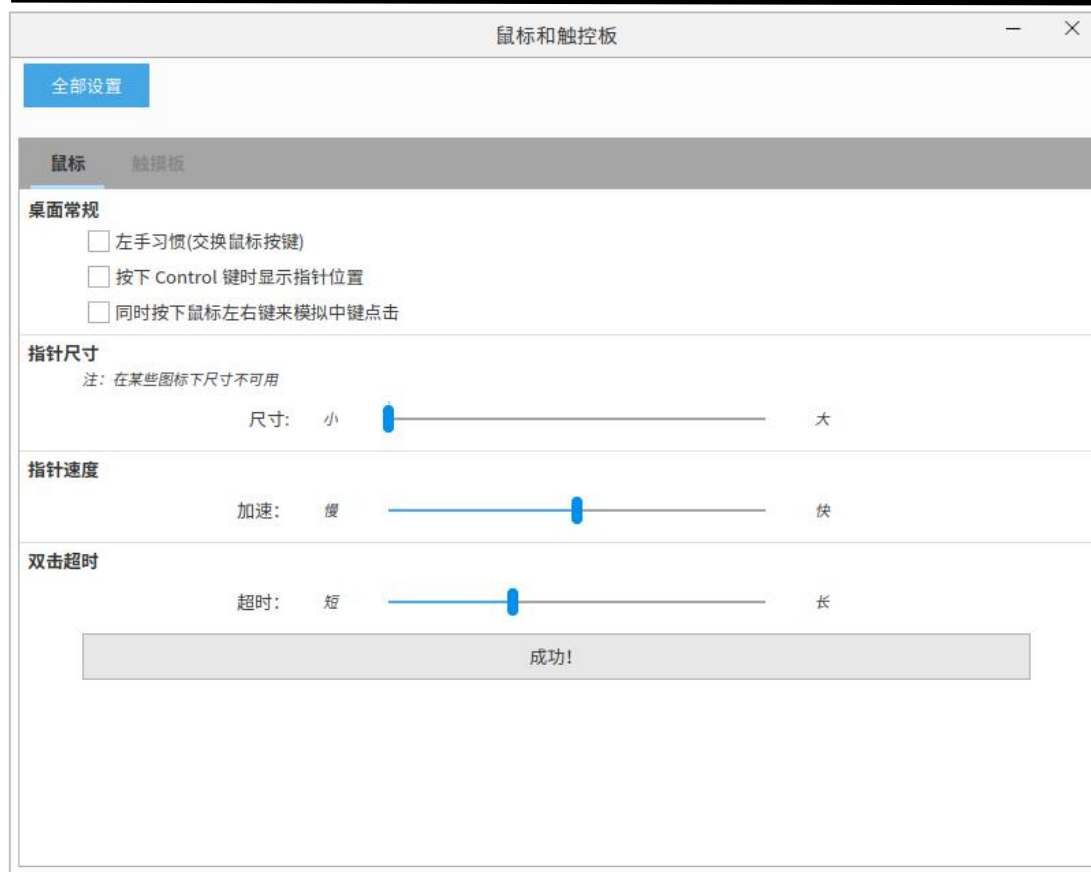 鼠标和触控板
全部设置
鼠标 触摸板
桌面常规
左手习惯(交换鼠标按键)
按下 Control 键时显示指针位置
同时按下鼠标左右键来模拟中键点击
指针尺寸
注：在某些图标下尺寸不可用
尺寸: 小 大
指针速度
加速： 慢 快
双击超时
超时： 短 长
成功！